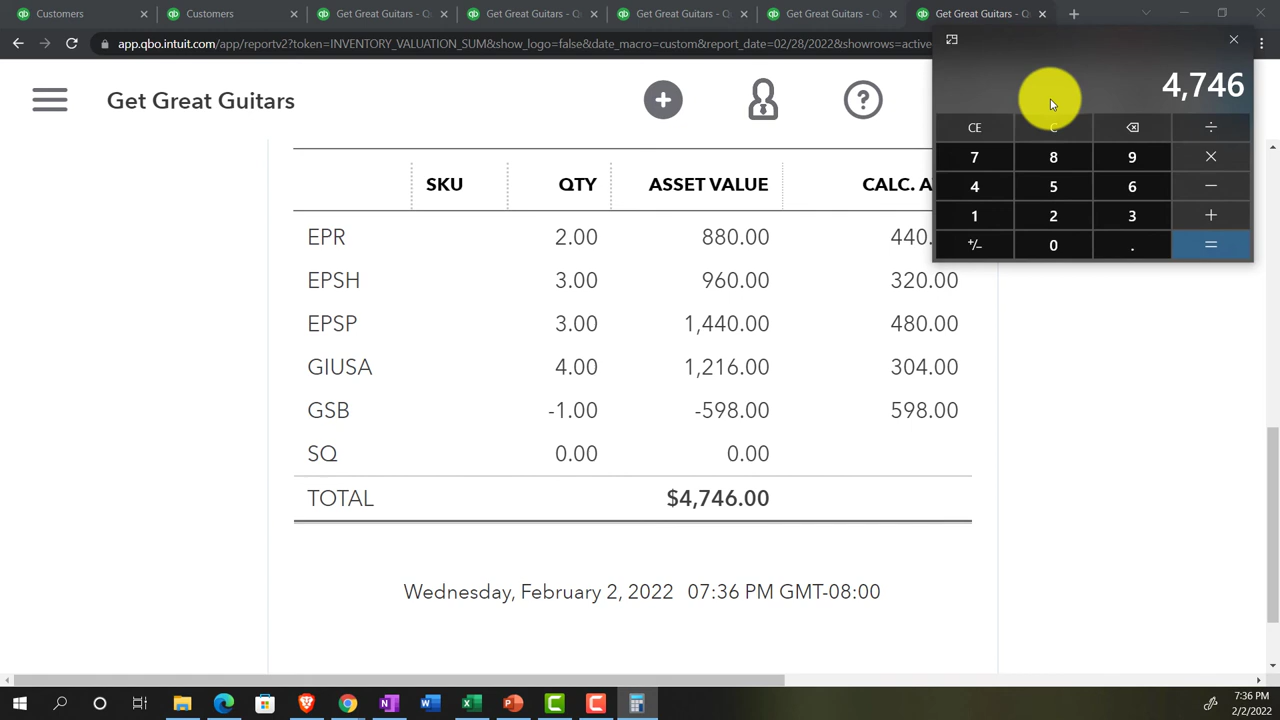 Customers
Customers
Get Great Guitars - Q
Get Great Guitars - Q
Get Great Guitars - Q
Get Great Guitars - Q
Get Great Guitars - Q
app.qbo.intuit.com/app/reportv2?token=INVENTORY_VALUATION_SUM&show_logo=false&date_macro=custom&report_date=02/28/2022&showrows=active
Get Great Guitars
4,746
CE C
7 8 9
4 5 6
1 2 3
+/− 0 .
SKU QTY ASSET VALUE CALC. A
EPR 2.00 880.00 440.
EPSH 3.00 960.00 320.00
EPSP 3.00 1,440.00 480.00
GIUSA 4.00 1,216.00 304.00
GSB -1.00 -598.00 598.00
SQ 0.00 0.00
TOTAL $4,746.00
Wednesday, February 2, 2022 07:36 PM GMT-08:00
7:36 PM
2/2/2022